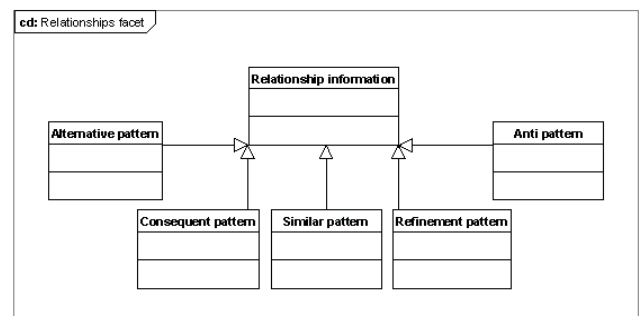 cd: Relationships facet
Relationship information
Alternative pattern
Anti pattern
Consequent pattern
Similar pattern
Refinement pattern